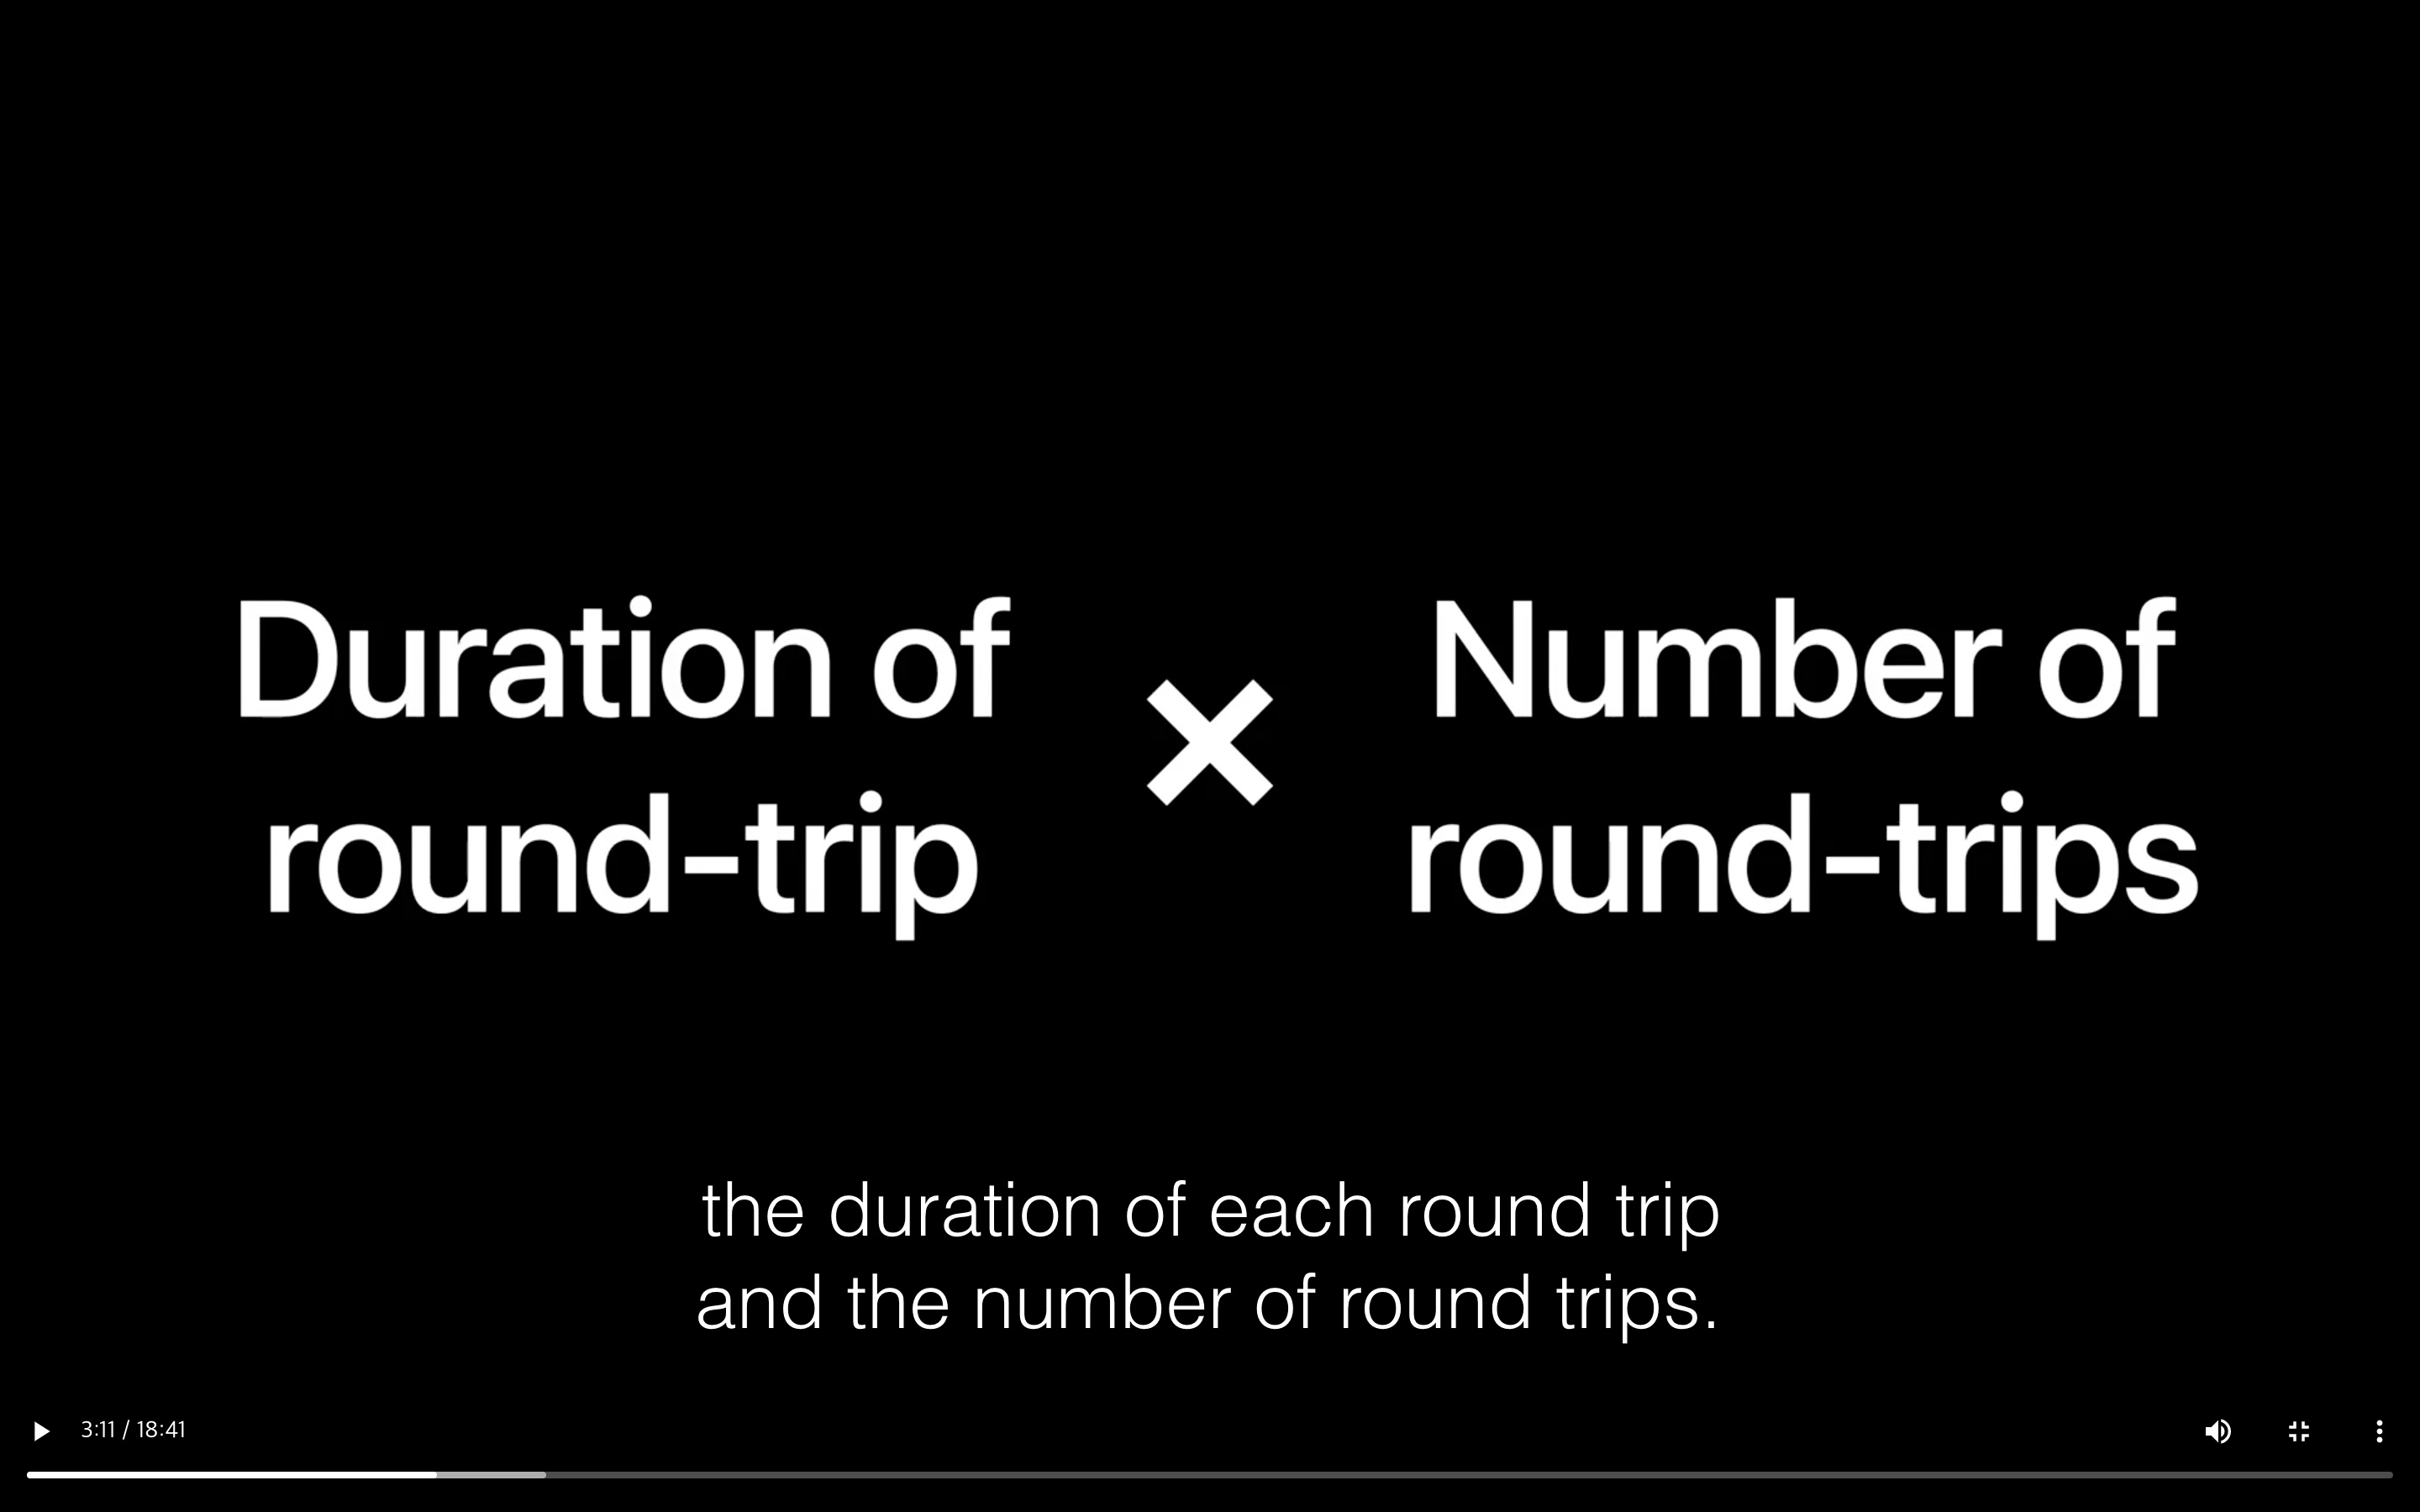 Duration of
round-trip
×
Number of
round-trips
the duration of each round trip
and the number of round trips.
3:11 / 18:41